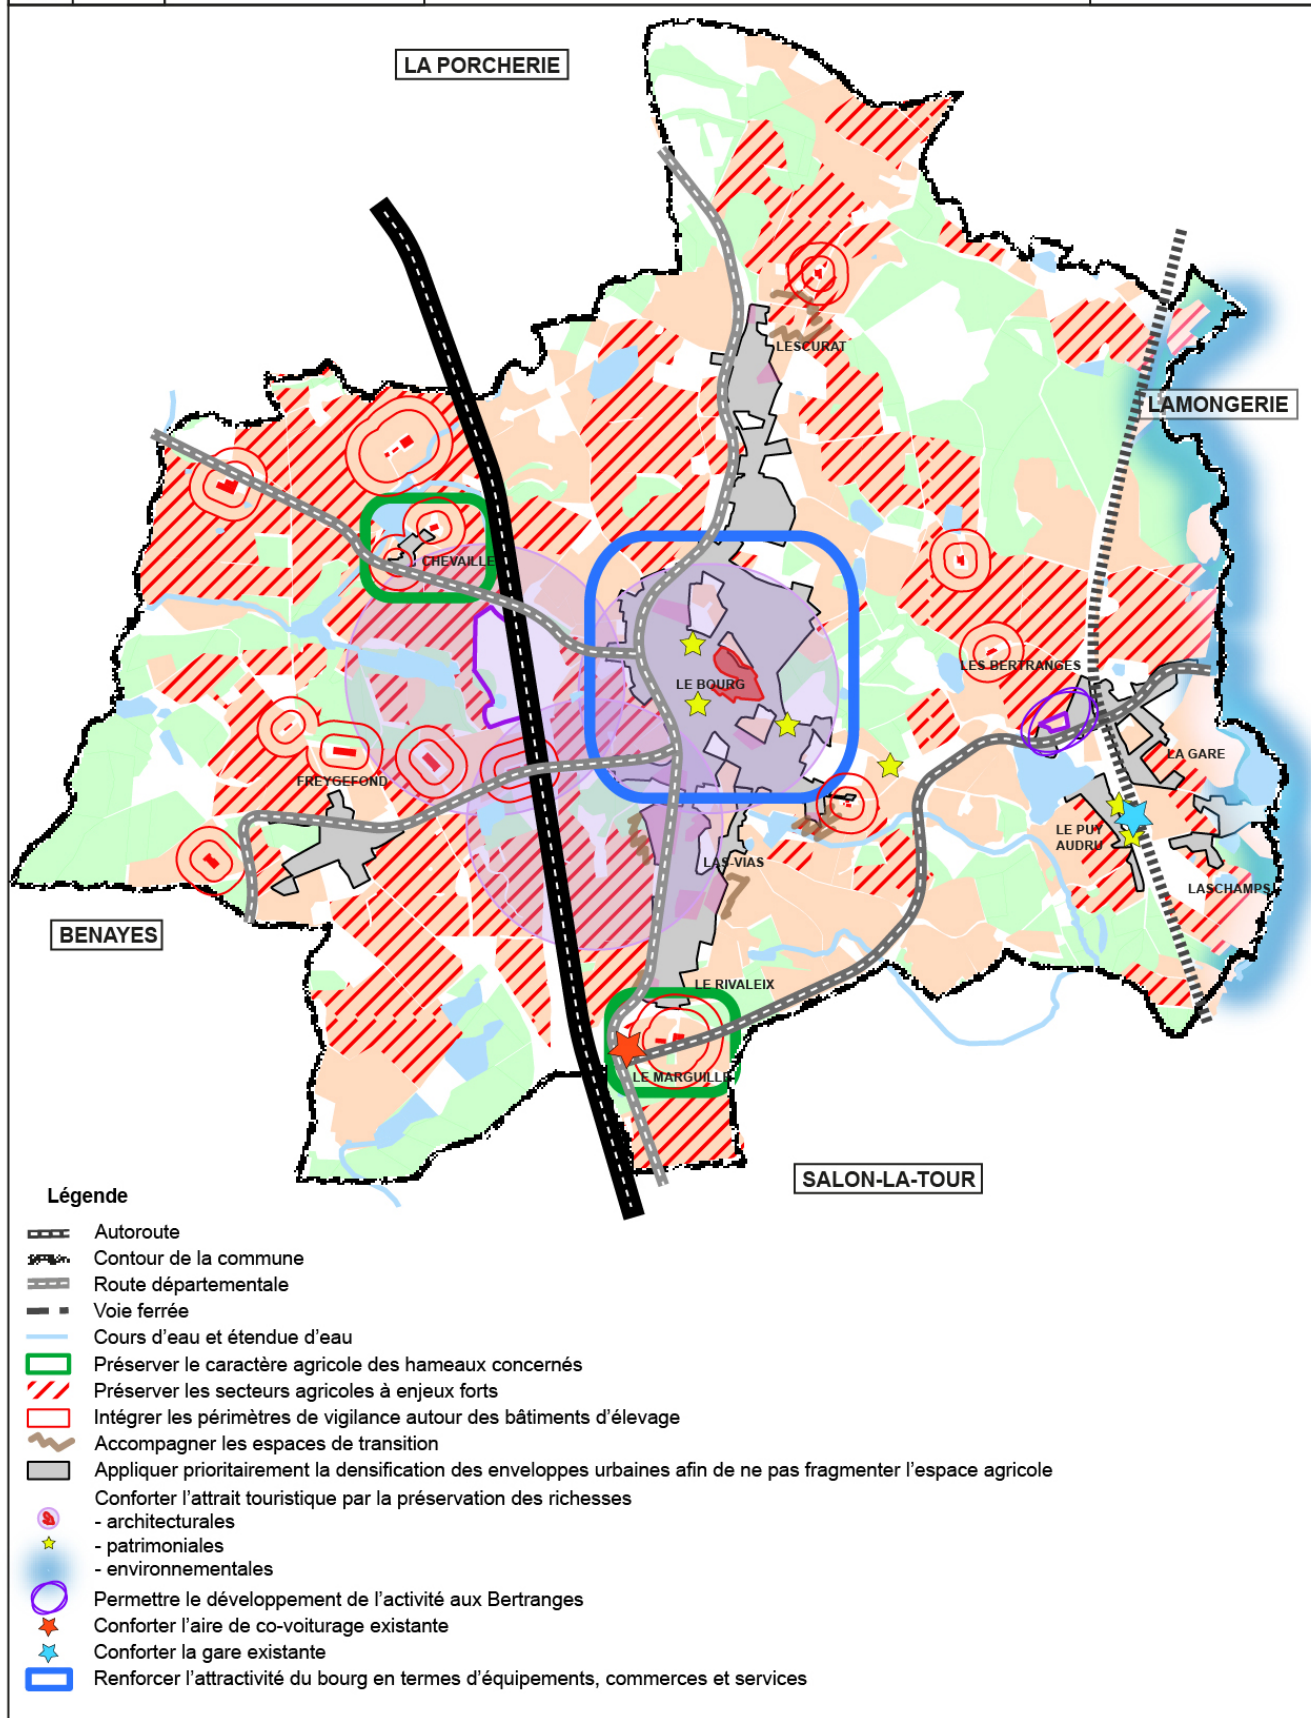 LA PORCHERIE
LESCURAT
LAMONGERIE
CHEVAILLE
LES BERTRANGES
LE BOURG
LA GARE
FREYGEFOND
LE PUY
AUDRU
LAS-VIAS
LASCHAMPS
BENAYES
LE RIVALEIX
LE MARGUILLE
SALON-LA-TOUR
Légende
Autoroute
Contour de la commune
Route départementale
Voie ferrée
Cours d'eau et étendue d'eau
Préserver le caractère agricole des hameaux concernés
Préserver les secteurs agricoles à enjeux forts
Intégrer les périmètres de vigilance autour des bâtiments d'élevage
Accompagner les espaces de transition
Appliquer prioritairement la densification des enveloppes urbaines afin de ne pas fragmenter l'espace agricole
Conforter l'attrait touristique par la préservation des richesses
- architecturales
- patrimoniales
- environnementales
Permettre le développement de l'activité aux Bertranges
Conforter l'aire de co-voiturage existante
Conforter la gare existante
Renforcer l'attractivité du bourg en termes d'équipements, commerces et services